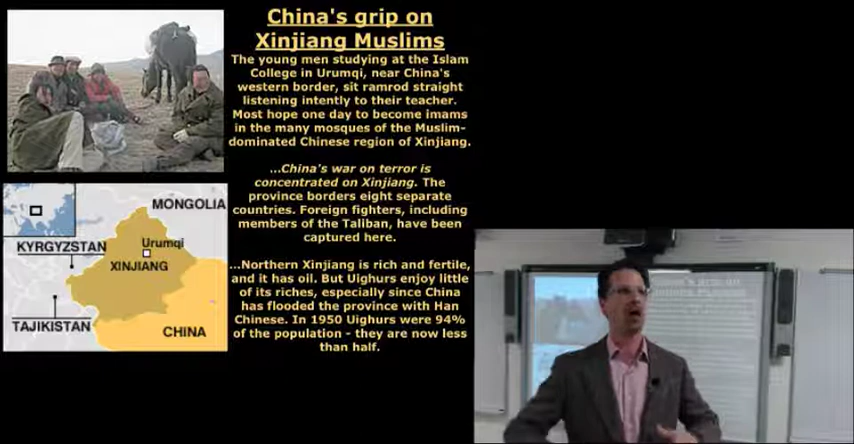 China's grip on
Xinjiang Muslims
The young men studying at the Islam
College in Urumqi, near China's
western border, sit ramrod straight
listening intently to their teacher.
Most hope one day to become imams
in the many mosques of the Muslim-
dominated Chinese region of Xinjiang.
...China's war on terror is
concentrated on Xinjiang. The
province borders eight separate
countries. Foreign fighters, including
members of the Taliban, have been
captured here.
...Northern Xinjiang is rich and fertile,
and it has oil. But Uighurs enjoy little
of its riches, especially since China
has flooded the province with Han
Chinese. In 1950 Uighurs were 94%
of the population - they are now less
than half.
MONGOLIA
KYRGYZSTAN
Urumqi
XINJIANG
TAJIKISTAN
CHINA